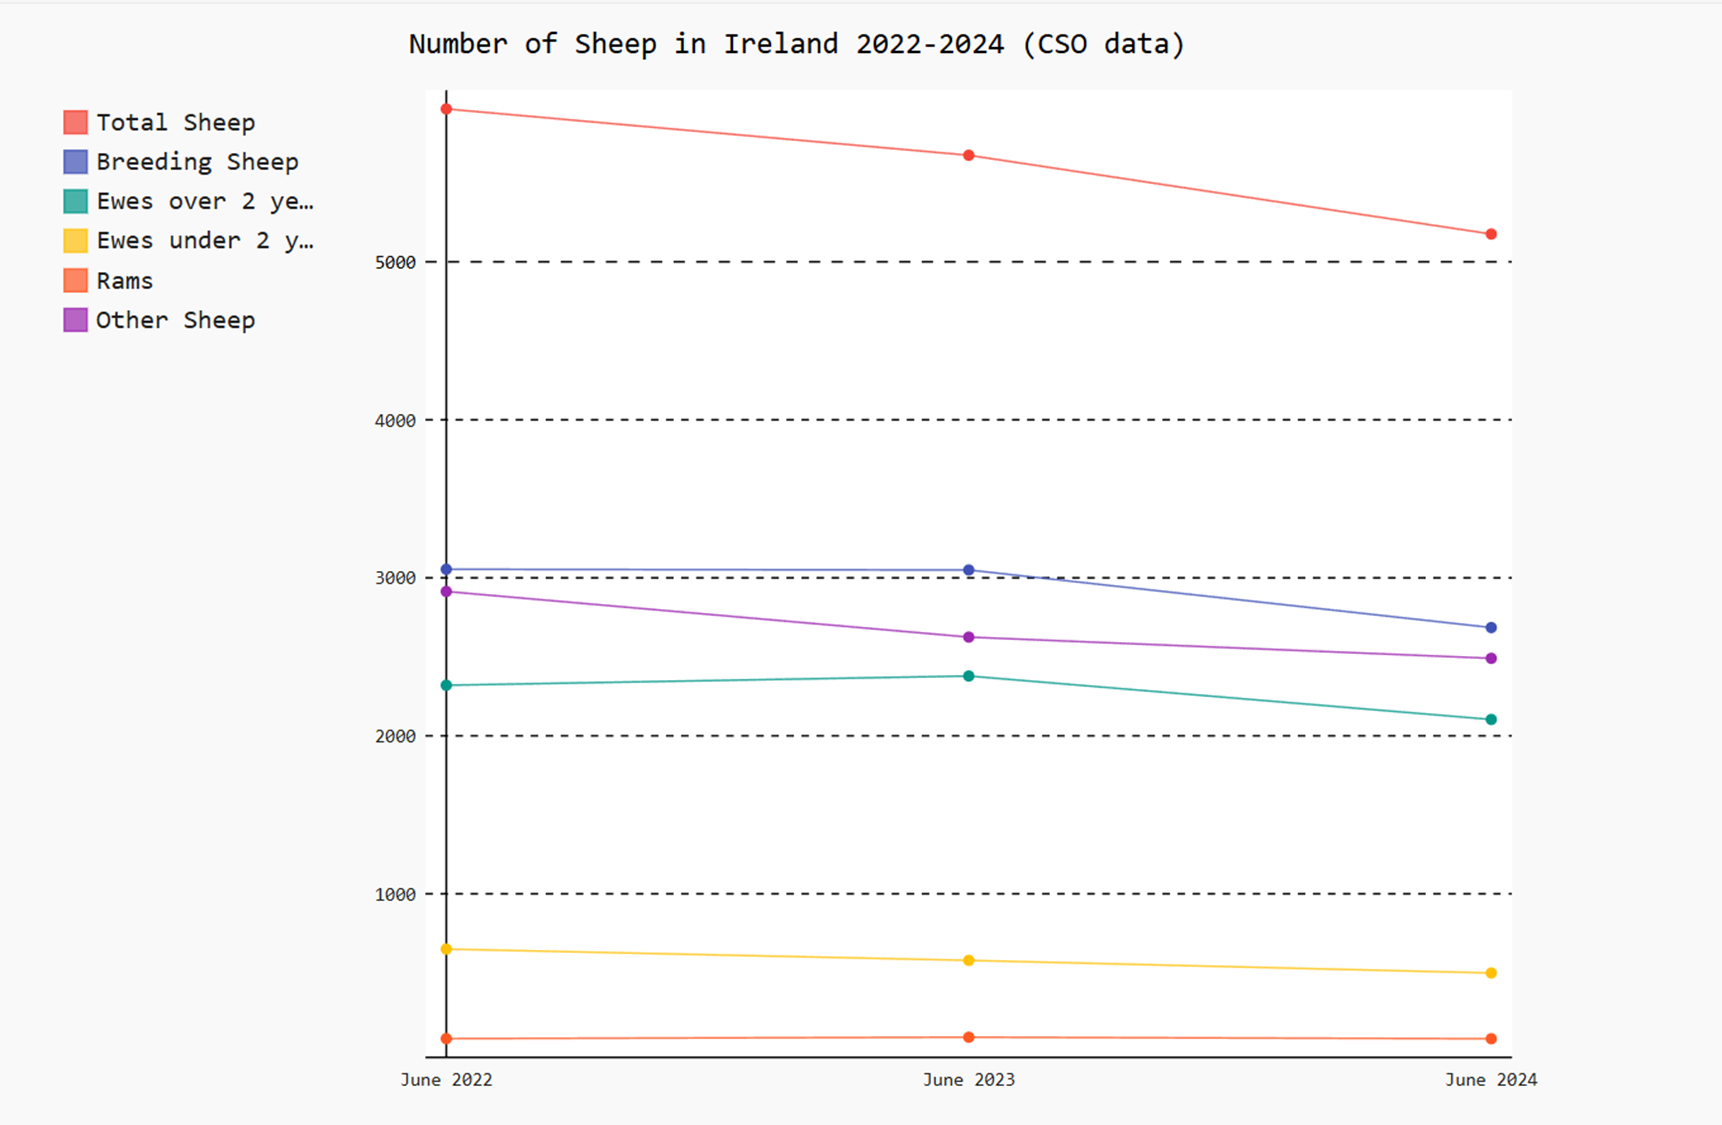 Number of Sheep in Ireland 2022-2024 (CSO data)
Total Sheep
Breeding Sheep
Ewes over 2 ye…
Ewes under 2 y…
Rams
Other Sheep
5000
4000
3000
2000
1000
June 2022
June 2023
June 2024